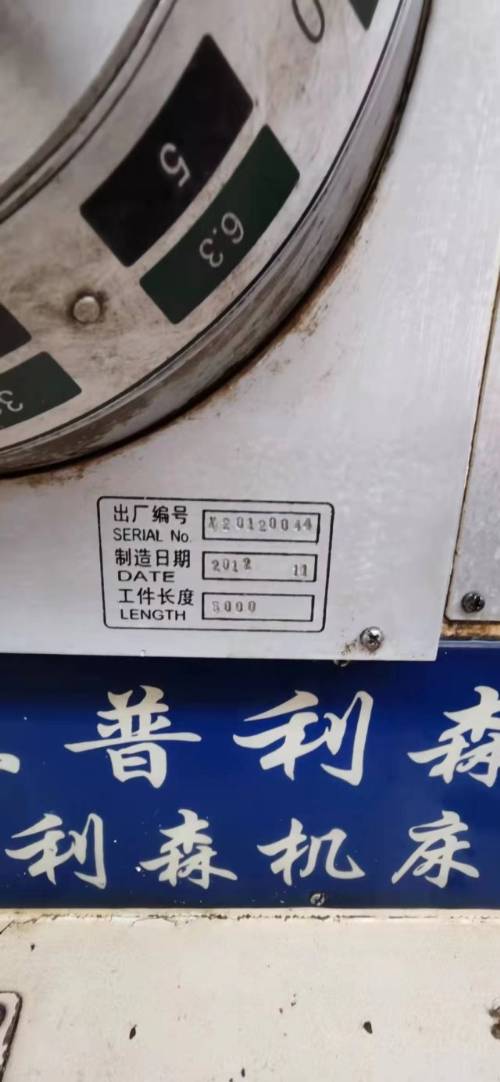 5
6.3
出厂编号
SERIAL No. X20120044
制造日期
DATE 2012 11
工件长度
LENGTH 5000
普利森
利森机床